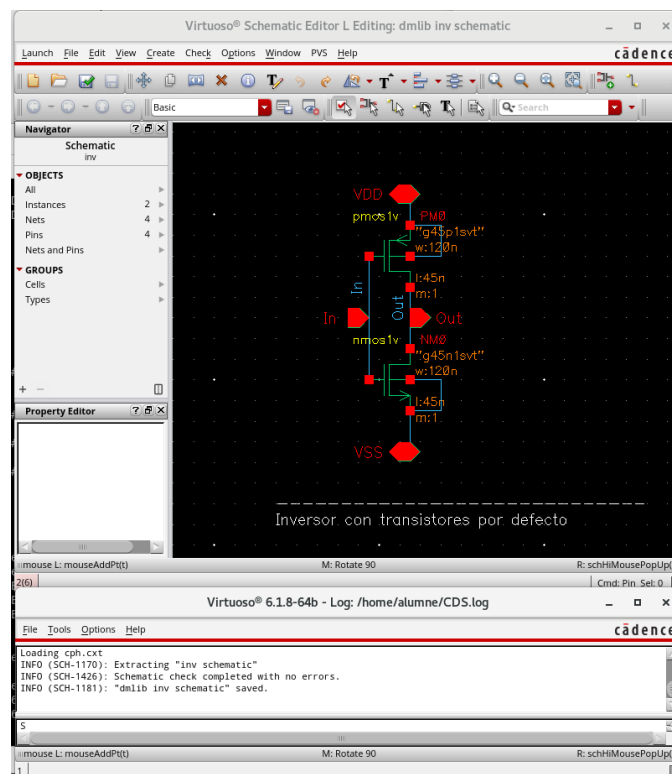 Virtuoso® Schematic Editor L Editing: dmlib inv schematic
Launch File Edit View Create Check Options Window PVS Help
cādence
Basic
Search
Navigator
Schematic
inv
OBJECTS
All
Instances 2
Nets 4
Pins 4
Nets and Pins
GROUPS
Cells
Types
Property Editor
VDD
pmos1v PM0
"g45p1svt"
w:120n
l:45n
m:1
In
Out
In
Out
nmos1v NM0
"g45n1svt"
w:120n
l:45n
m:1
VSS
Inversor con transistores por defecto
mouse L: mouseAddPt(t) M: Rotate 90 R: schHiMousePopUp(
2(6) Cmd: Pin Sel: 0
Virtuoso® 6.1.8-64b - Log: /home/alumne/CDS.log
File Tools Options Help
cādence
Loading cph.cxt
INFO (SCH-1170): Extracting "inv schematic"
INFO (SCH-1426): Schematic check completed with no errors.
INFO (SCH-1181): "dmlib inv schematic" saved.
S
mouse L: mouseAddPt(t) M: Rotate 90 R: schHiMousePopUp(
1